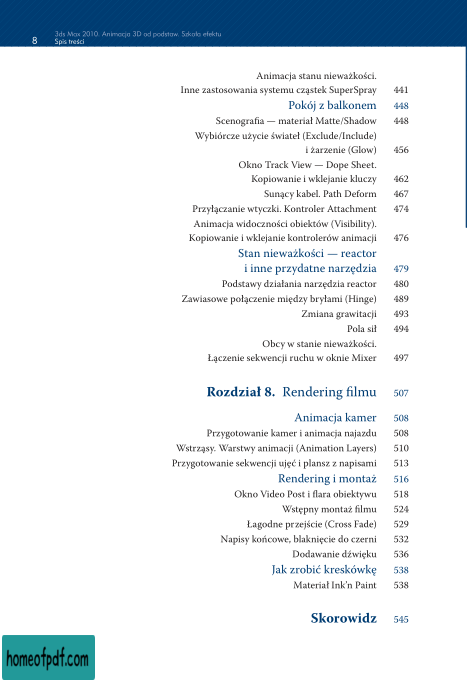 8
3ds Max 2010. Animacja 3D od podstaw. Szkoła efektu
Spis treści
Animacja stanu nieważkości.
Inne zastosowania systemu cząstek SuperSpray 441
Pokój z balkonem 448
Scenografia — materiał Matte/Shadow 448
Wybiórcze użycie świateł (Exclude/Include)
i żarzenie (Glow) 456
Okno Track View — Dope Sheet.
Kopiowanie i wklejanie kluczy 462
Sunący kabel. Path Deform 467
Przyłączanie wtyczki. Kontroler Attachment 474
Animacja widoczności obiektów (Visibility).
Kopiowanie i wklejanie kontrolerów animacji 476
Stan nieważkości — reactor
i inne przydatne narzędzia 479
Podstawy działania narzędzia reactor 480
Zawiasowe połączenie między bryłami (Hinge) 489
Zmiana grawitacji 493
Pola sił 494
Obcy w stanie nieważkości.
Łączenie sekwencji ruchu w oknie Mixer 497
Rozdział 8. Rendering filmu 507
Animacja kamer 508
Przygotowanie kamer i animacja najazdu 508
Wstrząsy. Warstwy animacji (Animation Layers) 510
Przygotowanie sekwencji ujęć i plansz z napisami 513
Rendering i montaż 516
Okno Video Post i flara obiektywu 518
Wstępny montaż filmu 524
Łagodne przejście (Cross Fade) 529
Napisy końcowe, blaknięcie do czerni 532
Dodawanie dźwięku 536
Jak zrobić kreskówkę 538
Materiał Ink'n Paint 538
Skorowidz 545
homeofpdf.com